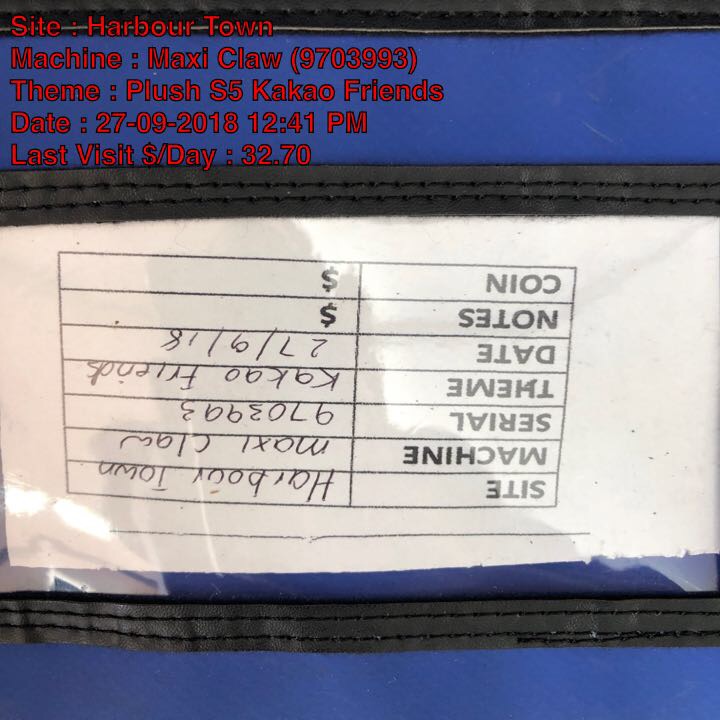 Site : Harbour Town
Machine : Maxi Claw (9703993)
Theme : Plush S5 Kakao Friends
Date : 27-09-2018 12:41 PM
Last Visit $/Day : 32.70
SITE Harbour Town
MACHINE maxi claw
SERIAL 9703993
THEME Kakao Friends
DATE 27/9/18
NOTES $
COIN $